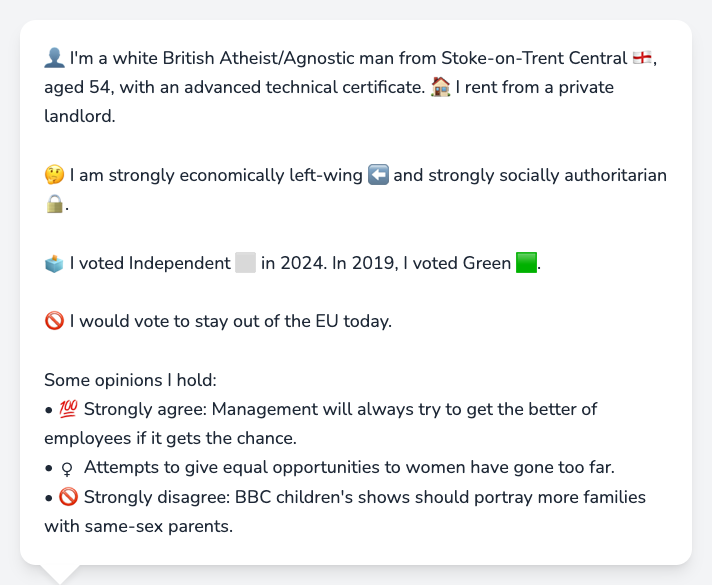 👤 I'm a white British Atheist/Agnostic man from Stoke-on-Trent Central 🏴󠁧󠁢󠁥󠁮󠁧󠁿,
aged 54, with an advanced technical certificate. 🏠 I rent from a private
landlord.
🤔 I am strongly economically left-wing ⬅️ and strongly socially authoritarian
🔒.
🗳️ I voted Independent ⬜ in 2024. In 2019, I voted Green 🟩.
🚫 I would vote to stay out of the EU today.
Some opinions I hold:
• 💯 Strongly agree: Management will always try to get the better of
employees if it gets the chance.
• ♀ Attempts to give equal opportunities to women have gone too far.
• 🚫 Strongly disagree: BBC children's shows should portray more families
with same-sex parents.